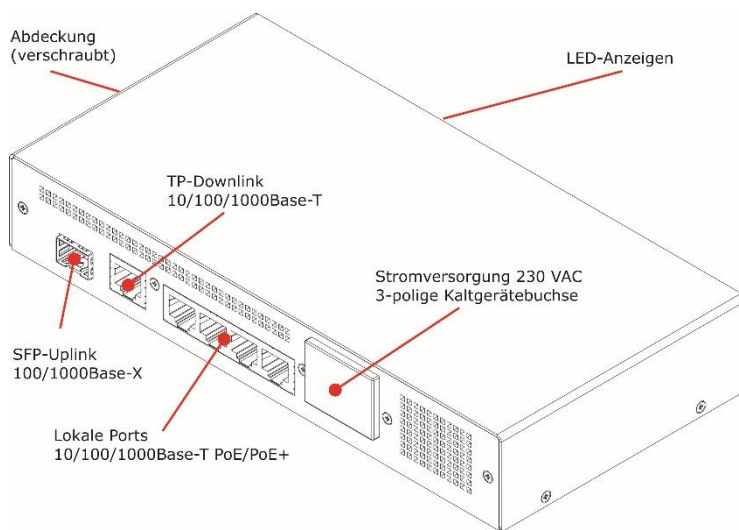 Abdeckung
(verschraubt)
LED-Anzeigen
TP-Downlink
10/100/1000Base-T
Stromversorgung 230 VAC
3-polige Kaltgerätebuchse
SFP-Uplink
100/1000Base-X
Lokale Ports
10/100/1000Base-T PoE/PoE+